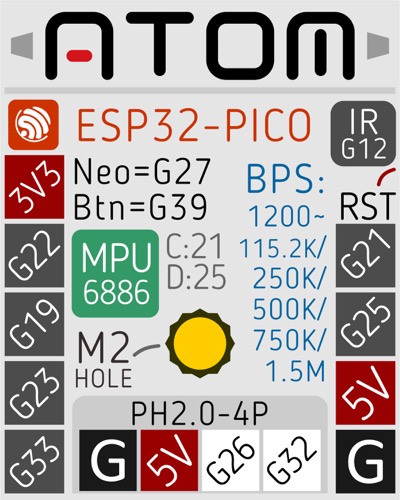 ATOM
ESP32-PICO
IR
G12
3V3
Neo=G27
Btn=G39
BPS:
RST
1200~
G22
MPU
6886
C:21
D:25
115.2K/
G21
250K/
G19
500K/
G25
M2
HOLE
750K/
1.5M
G23
5V
PH2.0-4P
G33
G
5V
G26
G32
G